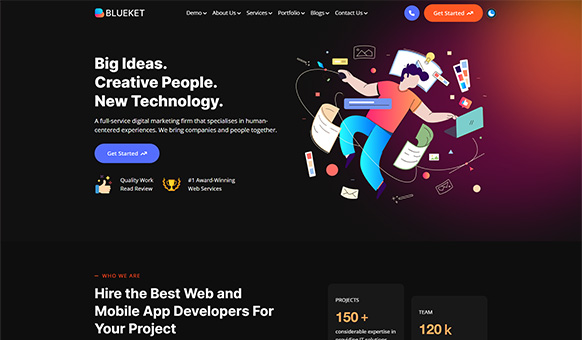 BLUEKET
Demo
About Us
Services
Portfolio
Blogs
Contact Us
Get Started
Big Ideas.
Creative People.
New Technology.
A full-service digital marketing firm that specialises in human-
centered experiences. We bring companies and people together.
Get Started
Quality Work
Read Review
#1 Award-Winning
Web Services
WHO WE ARE
Hire the Best Web and
Mobile App Developers For
Your Project
PROJECTS
150 +
considerable expertise in
providing IT solutions
TEAM
120 k